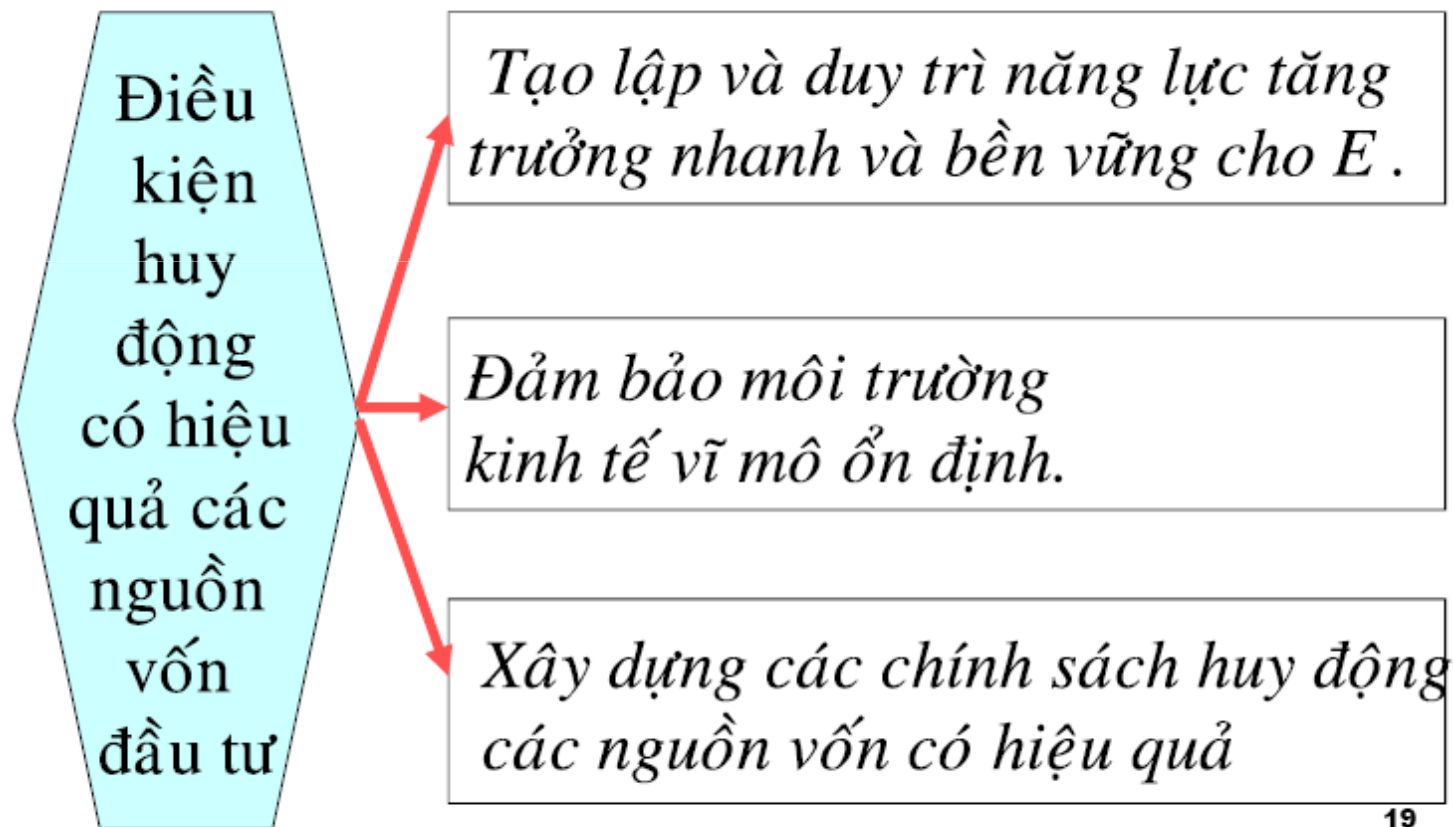 Điều
kiện
huy
động
có hiệu
quả các
nguồn
vốn
đầu tư
Tạo lập và duy trì năng lực tăng
trưởng nhanh và bền vững cho E .
Đảm bảo môi trường
kinh tế vĩ mô ổn định.
Xây dựng các chính sách huy động
các nguồn vốn có hiệu quả
19